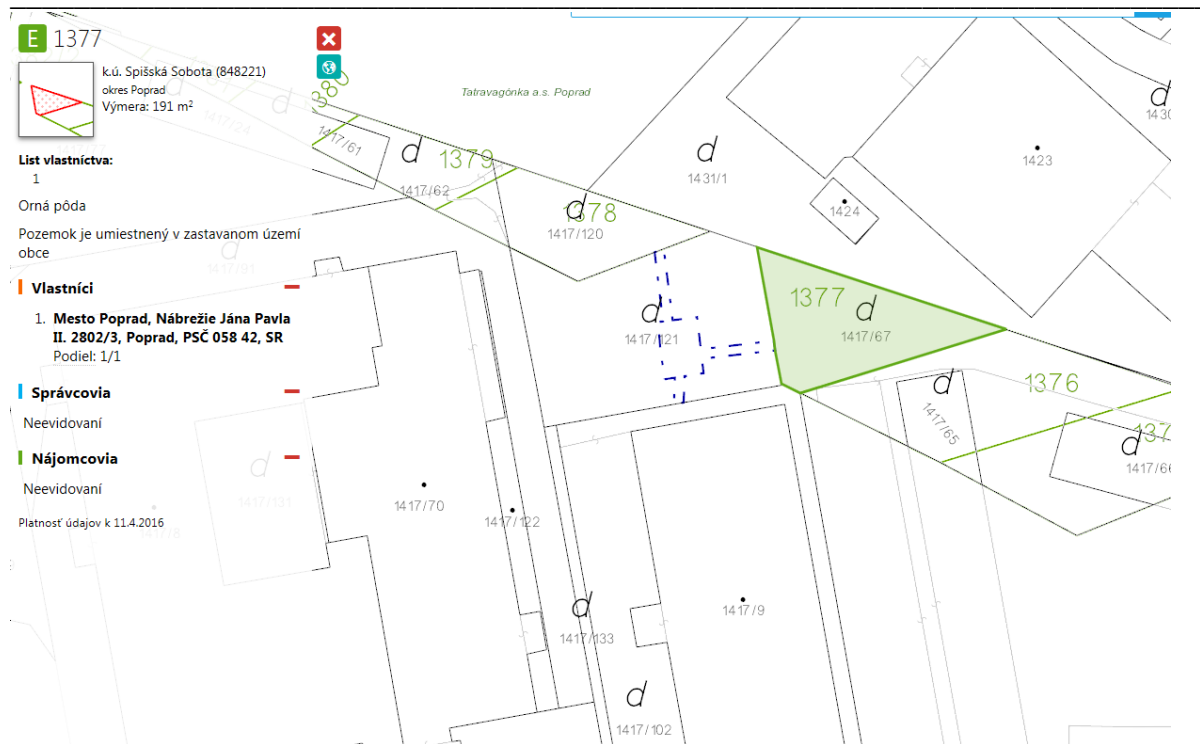 E 1377
k.ú. Spišská Sobota (848221)
okres Poprad
Výmera: 191 m²
List vlastníctva:
1
Orná pôda
Pozemok je umiestnený v zastavanom území
obce
Vlastníci
1. Mesto Poprad, Nábrežie Jána Pavla
II. 2802/3, Poprad, PSČ 058 42, SR
Podiel: 1/1
Správcovia
Neevidovaní
Nájomcovia
Neevidovaní
Platnosť údajov k 11.4.2016
Tatravagónka a.s. Poprad
1380
1417/24
1417/61
d
1379
1417/62
d
1431/1
d
1423
1424
d
1378
1417/120
d
1417/91
d
1417/121
1377
d
1417/67
1376
d
1417/65
d
1417/131
1417/70
1417/122
1417/8
1417/9
d
1417/133
d
1417/102